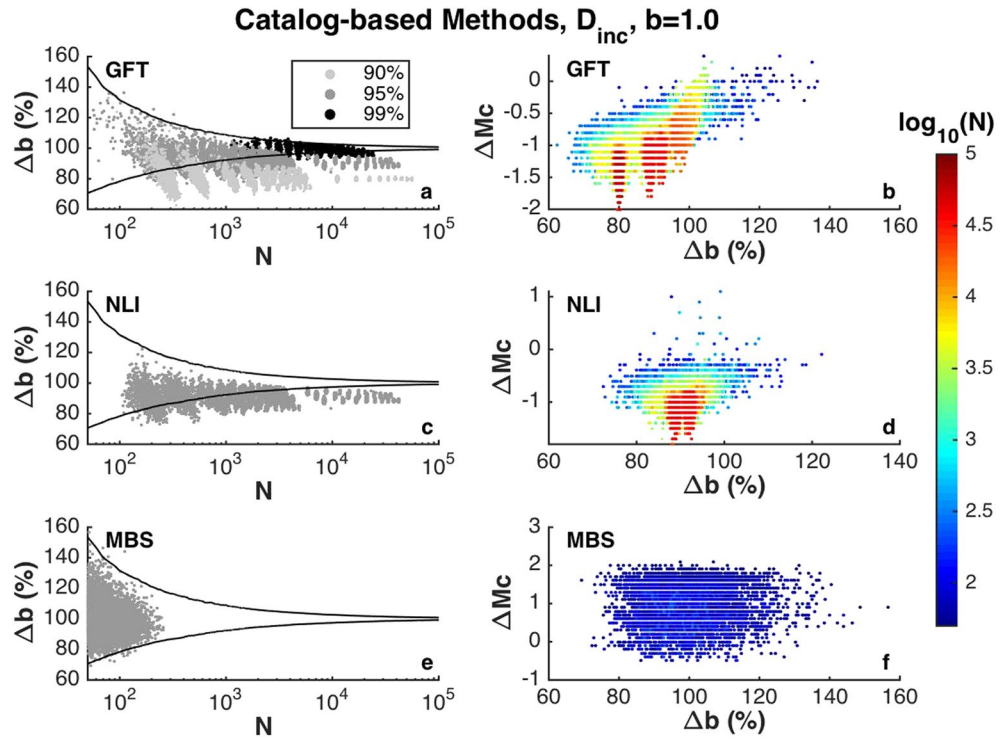 Catalog-based Methods, D_inc, b=1.0
160
140
120
100
80
60
Δb (%)
GFT
90%
95%
99%
a
10^2
10^3
10^4
10^5
N
0
-0.5
-1
-1.5
-2
ΔMc
GFT
b
60
80
100
120
140
160
Δb (%)
log_10(N)
5
4.5
4
3.5
3
2.5
2
160
140
120
100
80
60
Δb (%)
NLI
c
10^2
10^3
10^4
10^5
N
1
0
-1
ΔMc
NLI
d
60
80
100
120
140
Δb (%)
160
140
120
100
80
60
Δb (%)
MBS
e
10^2
10^3
10^4
10^5
N
3
2
1
0
-1
ΔMc
MBS
f
60
80
100
120
140
160
Δb (%)